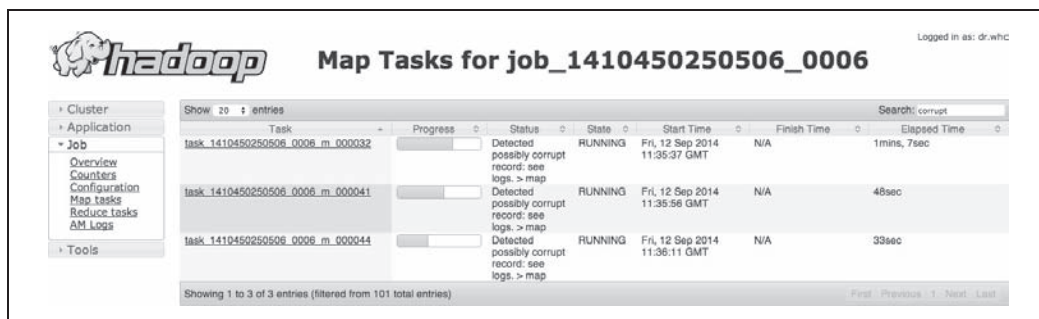 Logged in as: dr.who
hadoop
Map Tasks for job_1410450250506_0006
Cluster
Application
Job
Overview
Counters
Configuration
Map tasks
Reduce tasks
AM Logs
Tools
Show 20 entries
Search: corrupt
Task Progress Status State Start Time Finish Time Elapsed Time
task_1410450250506_0006_m_000032 Detected RUNNING Fri, 12 Sep 2014 N/A 1mins, 7sec
possibly corrupt 11:35:37 GMT
record: see
logs. > map
task_1410450250506_0006_m_000041 Detected RUNNING Fri, 12 Sep 2014 N/A 48sec
possibly corrupt 11:35:56 GMT
record: see
logs. > map
task_1410450250506_0006_m_000044 Detected RUNNING Fri, 12 Sep 2014 N/A 33sec
possibly corrupt 11:36:11 GMT
record: see
logs. > map
Showing 1 to 3 of 3 entries (filtered from 101 total entries)
First Previous 1 Next Last